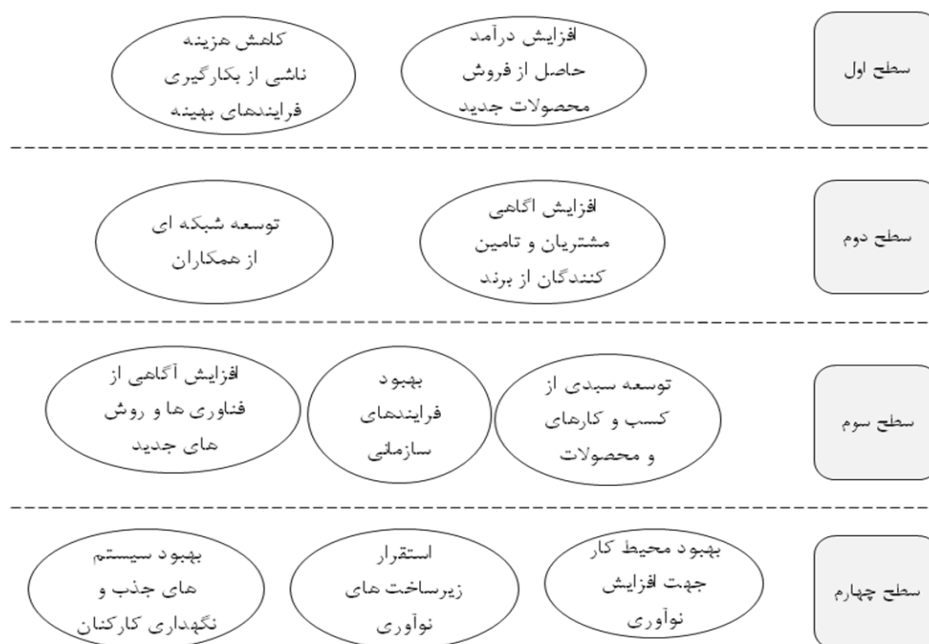 سطح اول
افزایش درآمد
حاصل از فروش
محصولات جدید
کاهش هزینه
ناشی از بکارگیری
فرایندهای بهینه
سطح دوم
افزایش اگاهی
مشتریان و تامین
کنندگان از برند
توسعه شبکه ای
از همکاران
سطح سوم
توسعه سبدی از
کسب و کارهای
و محصولات
بهبود
فرایندهای
سازمانی
افزایش آگاهی از
فناوری ها و روش
های جدید
سطح چهارم
بهبود محیط کار
جهت افزایش
نوآوری
استقرار
زیرساخت های
نوآوری
بهبود سیستم
های جذب و
نگهداری کارکنان